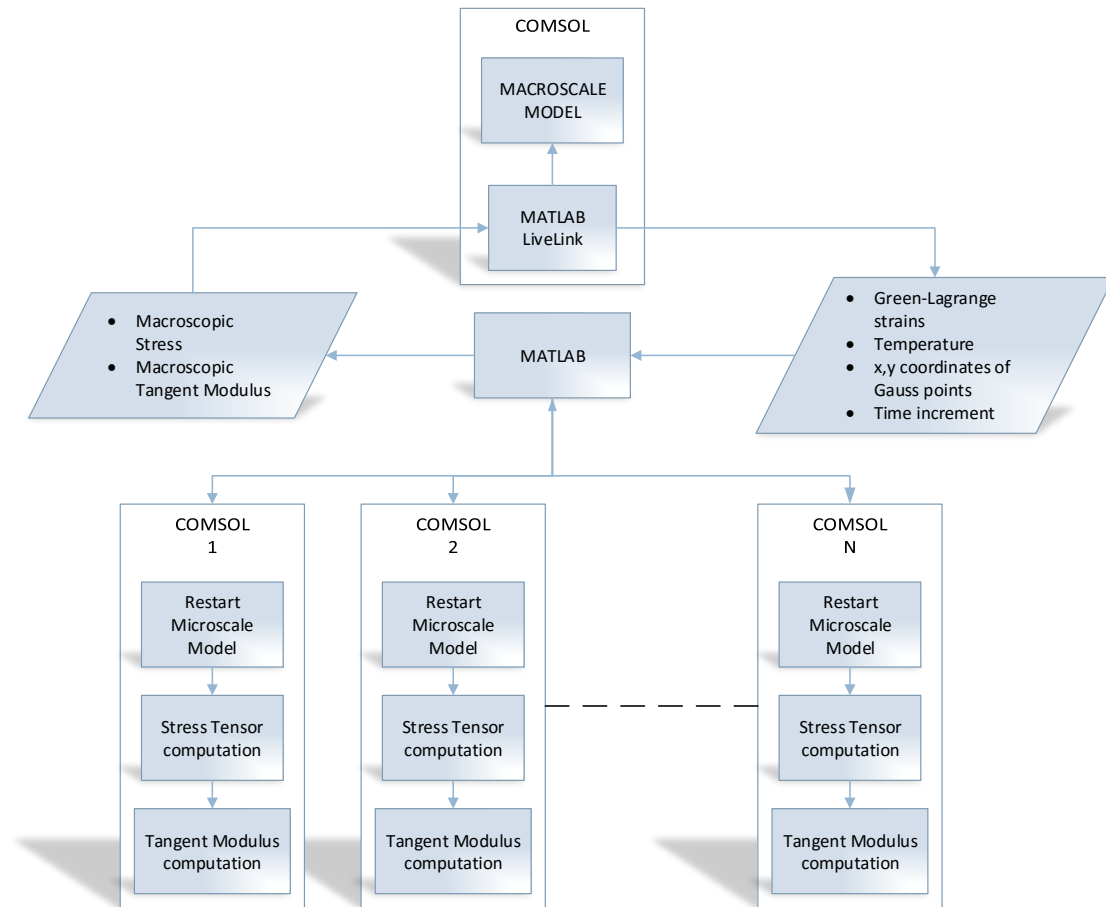 COMSOL
MACROSCALE
MODEL
MATLAB
LiveLink
• Macroscopic
Stress
• Macroscopic
Tangent Modulus
MATLAB
• Green-Lagrange
strains
• Temperature
• x,y coordinates of
Gauss points
• Time increment
COMSOL
1
Restart
Microscale
Model
Stress Tensor
computation
Tangent Modulus
computation
COMSOL
2
Restart
Microscale
Model
Stress Tensor
computation
Tangent Modulus
computation
COMSOL
N
Restart
Microscale
Model
Stress Tensor
computation
Tangent Modulus
computation